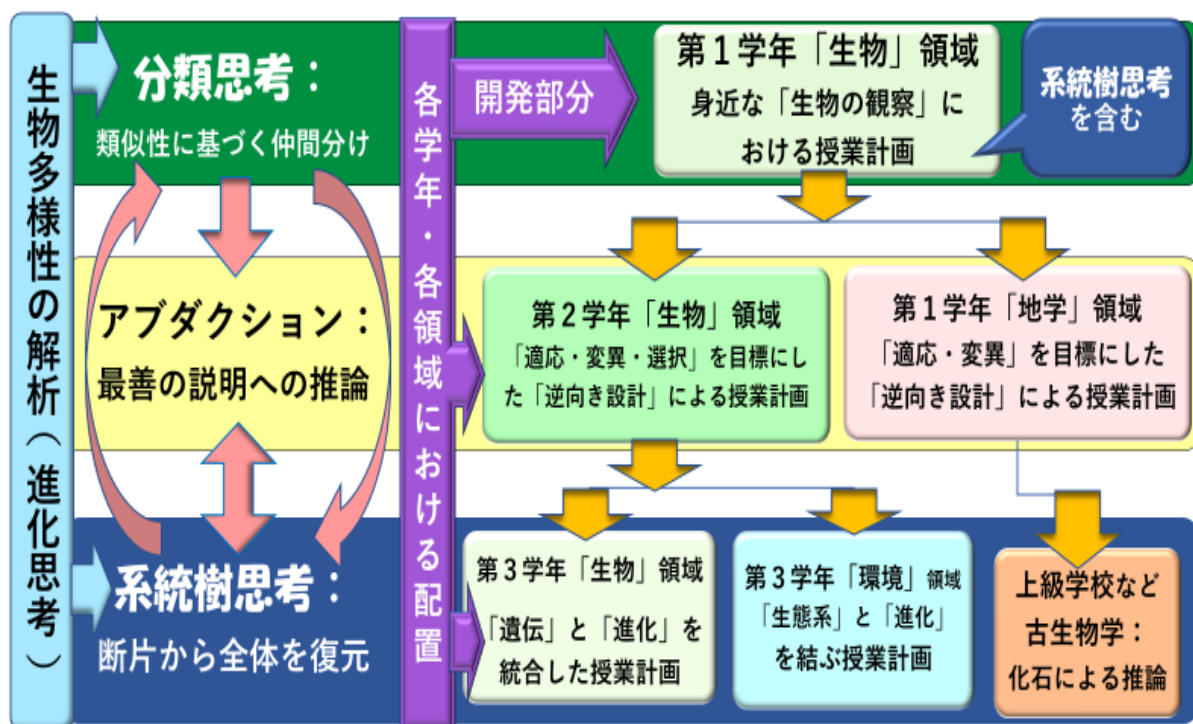 生物多様性の解析（進化思考）
分類思考：
類似性に基づく仲間分け
アブダクション：
最善の説明への推論
系統樹思考：
断片から全体を復元
各学年・各領域における配置
開発部分
第１学年「生物」領域
身近な「生物の観察」に
おける授業計画
系統樹思考
を含む
第２学年「生物」領域
「適応・変異・選択」を目標にし
た「逆向き設計」による授業計画
第１学年「地学」領域
「適応・変異」を目標にした
「逆向き設計」による授業計画
第３学年「生物」領域
「遺伝」と「進化」を
統合した授業計画
第３学年「環境」領域
「生態系」と「進化」
を結ぶ授業計画
上級学校など
古生物学：
化石による推論